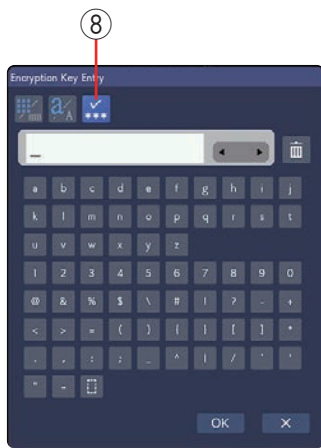 8
Encryption Key Entry
a A ***
_
a b c d e f g h i j
k l m n o p q r s t
u v w x y z
1 2 3 4 5 6 7 8 9 0
@ & % $ \ # ! ? - +
< > = ( ) { } [ ] *
. , : ; _ ^ | / ' `
" ~
OK ×